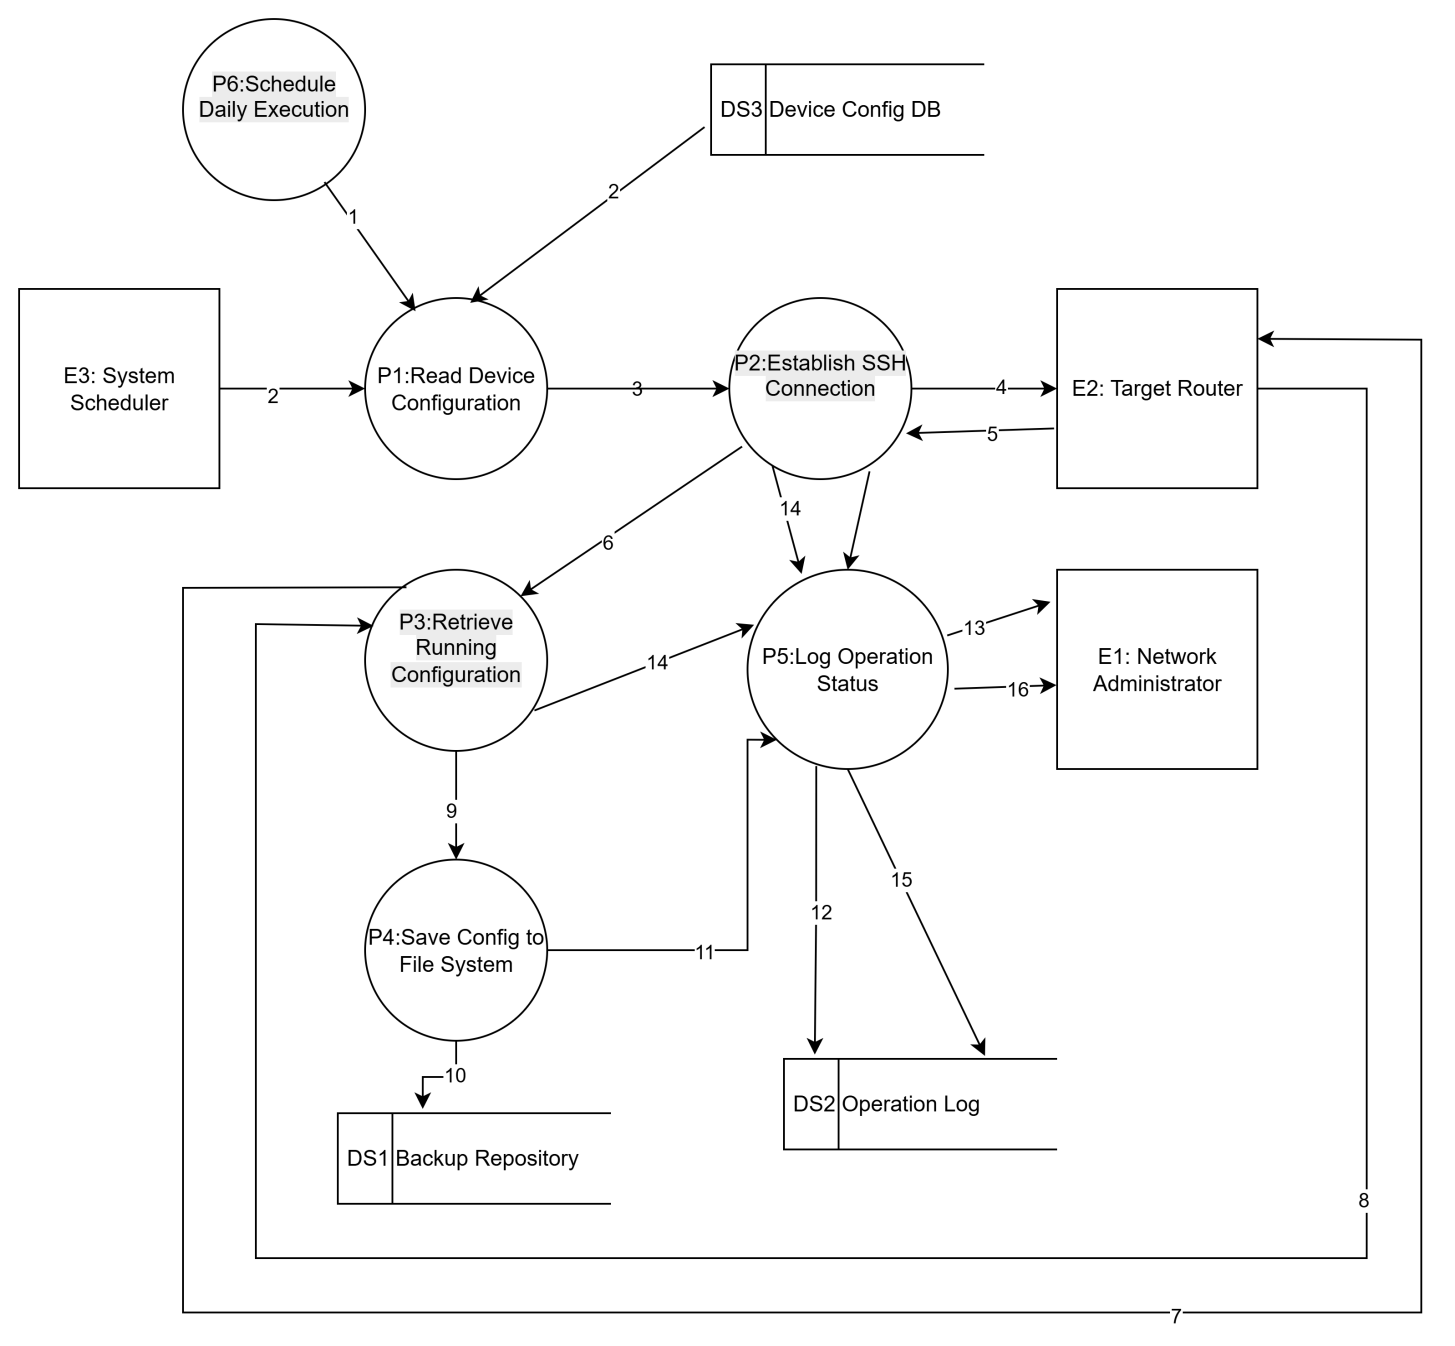 P6:Schedule
Daily Execution
DS3
Device Config DB
1
2
E3: System
Scheduler
2
P1:Read Device
Configuration
3
P2:Establish SSH
Connection
4
5
E2: Target Router
14
6
P3:Retrieve
Running
Configuration
14
P5:Log Operation
Status
13
16
E1: Network
Administrator
9
15
12
P4:Save Config to
File System
11
10
DS2
Operation Log
DS1
Backup Repository
8
7